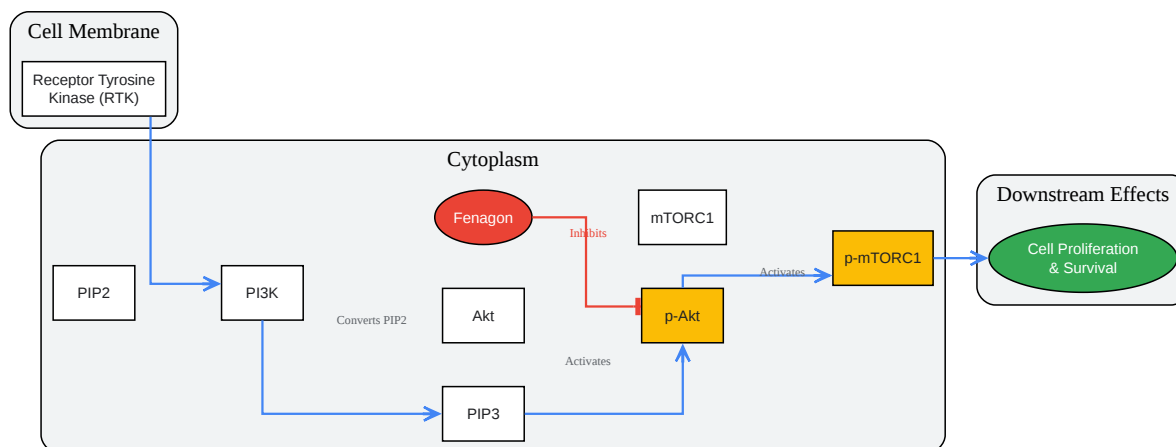 Cell Membrane
Receptor Tyrosine
Kinase (RTK)
Cytoplasm
Fenagon
Inhibits
mTORC1
Downstream Effects
Cell Proliferation
& Survival
p-mTORC1
Activates
PIP2
PI3K
Converts PIP2
Akt
p-Akt
Activates
PIP3